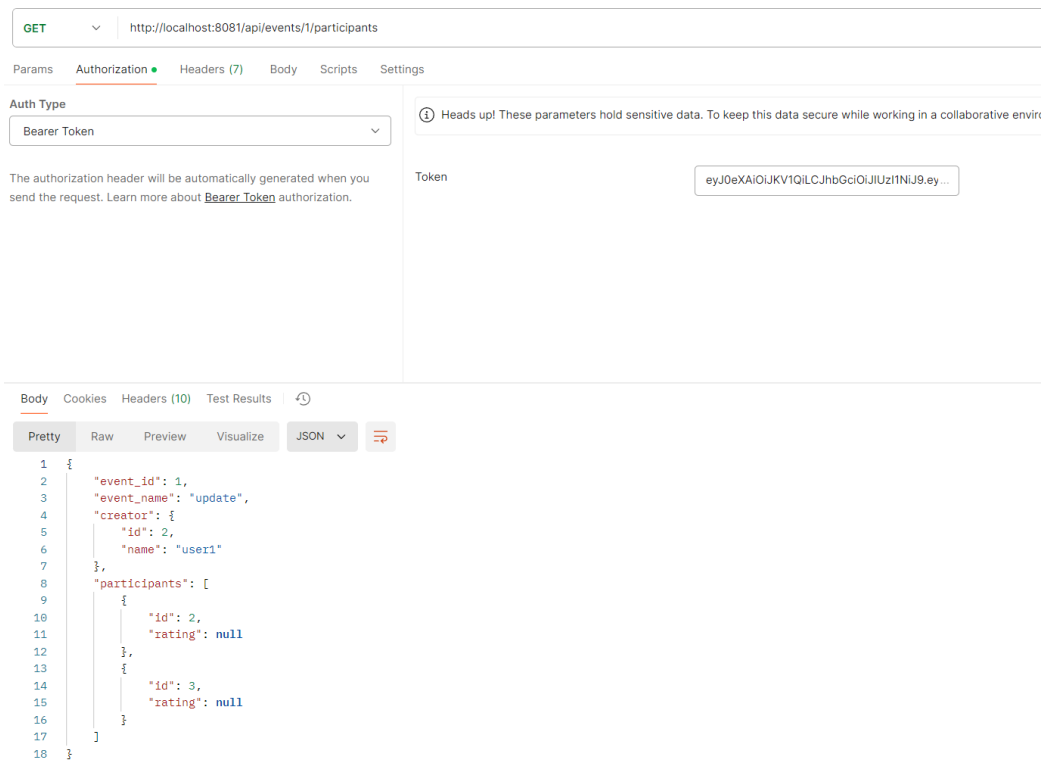 GET http://localhost:8081/api/events/1/participants
Params Authorization Headers (7) Body Scripts Settings
Auth Type
Bearer Token
The authorization header will be automatically generated when you
send the request. Learn more about Bearer Token authorization.
Heads up! These parameters hold sensitive data. To keep this data secure while working in a collaborative enviro
Token eyJ0eXAiOiJKV1QiLCJhbGciOiJIUzI1NiJ9.ey...
Body Cookies Headers (10) Test Results
Pretty Raw Preview Visualize JSON
1 {
2 "event_id": 1,
3 "event_name": "update",
4 "creator": {
5 "id": 2,
6 "name": "user1"
7 },
8 "participants": [
9 {
10 "id": 2,
11 "rating": null
12 },
13 {
14 "id": 3,
15 "rating": null
16 }
17 ]
18 }